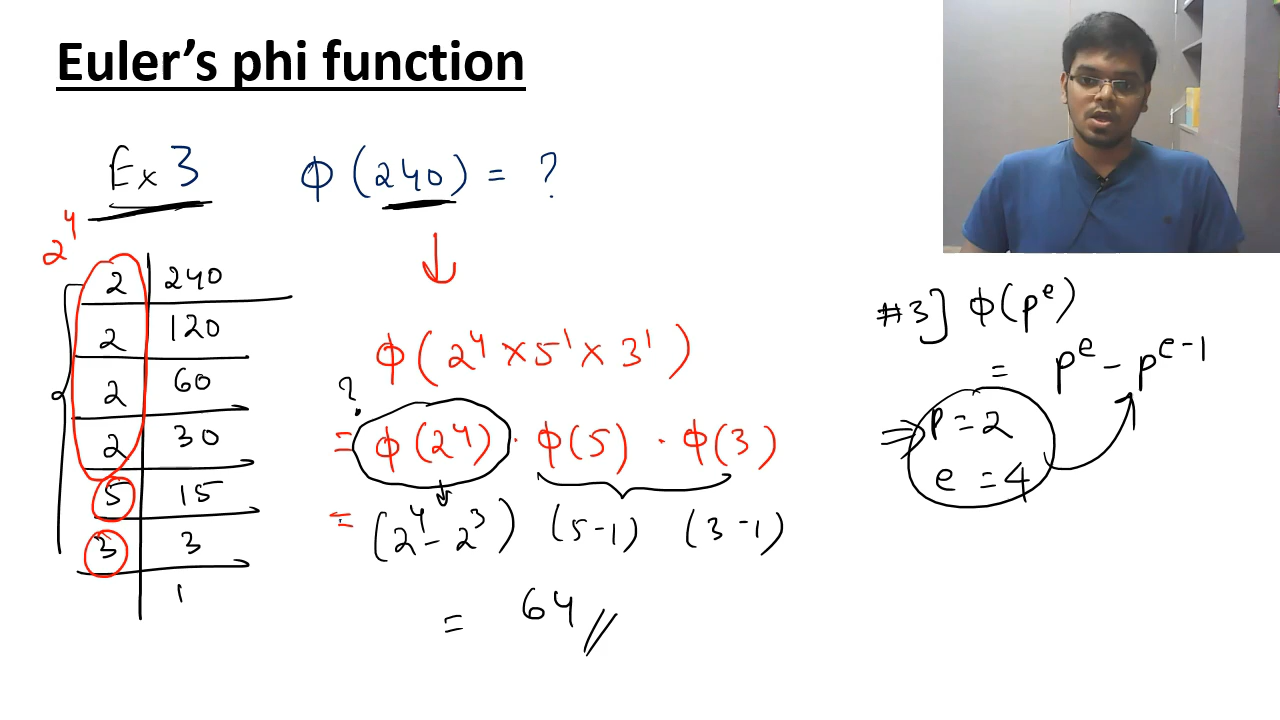 Euler's phi function
Ex 3 ϕ(240) = ?
2⁴
2 | 240
2 | 120
2 | 60
2 | 30
5 | 15
3 | 3
1
ϕ(2⁴ × 5¹ × 3¹)
?
= ϕ(2⁴) · ϕ(5) · ϕ(3)
= (2⁴ - 2³) (5-1) (3-1)
= 64 //
#3] ϕ(pᵉ)
= pᵉ - pᵉ⁻¹
⇒ p = 2
e = 4